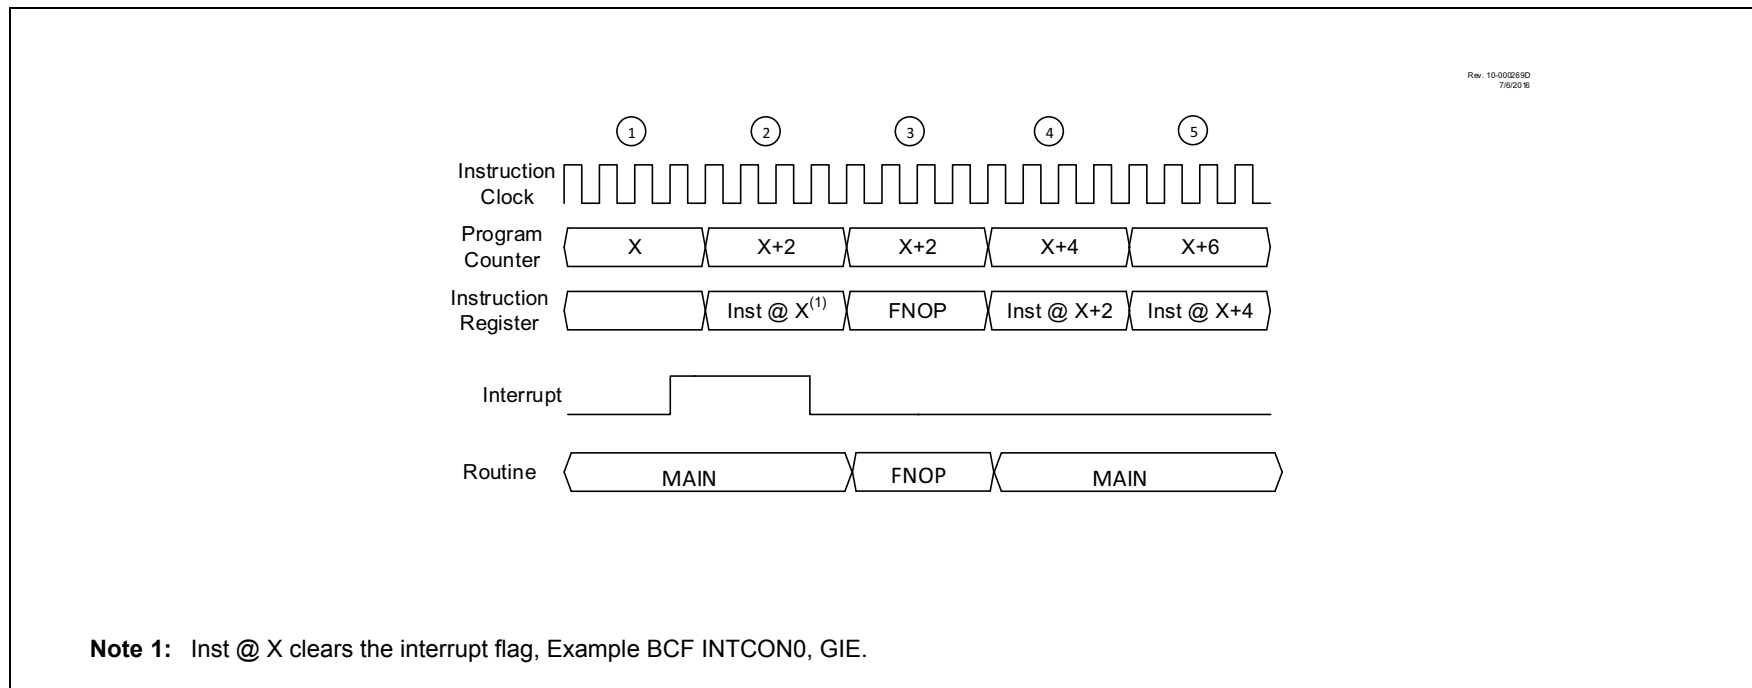 Rev. 10-000269D
7/6/2016
1 2 3 4 5
Instruction
Clock
Program
Counter
X X+2 X+2 X+4 X+6
Instruction
Register
Inst @ X(1) FNOP Inst @ X+2 Inst @ X+4
Interrupt
Routine MAIN FNOP MAIN
Note 1: Inst @ X clears the interrupt flag, Example BCF INTCON0, GIE.